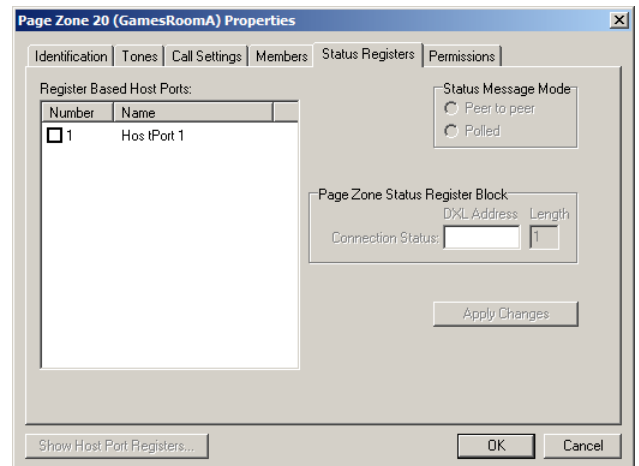 Page Zone 20 (GamesRoomA) Properties
Identification Tones Call Settings Members Status Registers Permissions
Register Based Host Ports:
Number Name
1 Hos tPort 1
Status Message Mode
Peer to peer
Polled
Page Zone Status Register Block
DXL Address Length
Connection Status: 1
Apply Changes
Show Host Port Registers... OK Cancel